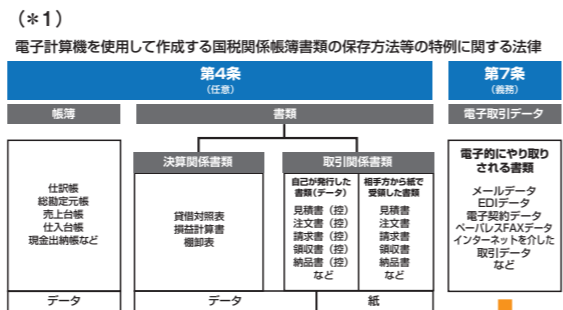 （＊1）
電子計算機を使用して作成する国税関係帳簿書類の保存方法等の特例に関する法律
第4条
（任意）
第7条
（義務）
帳簿
書類
電子取引データ
仕訳帳
総勘定元帳
売上台帳
仕入台帳
現金出納帳など
決算関係書類
貸借対照表
損益計算書
棚卸表
取引関係書類
自己が発行した
書類（データ）
見積書（控）
注文書（控）
請求書（控）
領収書（控）
納品書（控）
など
相手方から紙で
受領した書類
見積書
注文書
請求書
領収書
納品書
など
電子的にやり取り
される書類
メールデータ
EDIデータ
電子契約データ
ペーパレスFAXデータ
インターネットを介した
取引データ
など
データ
データ
紙